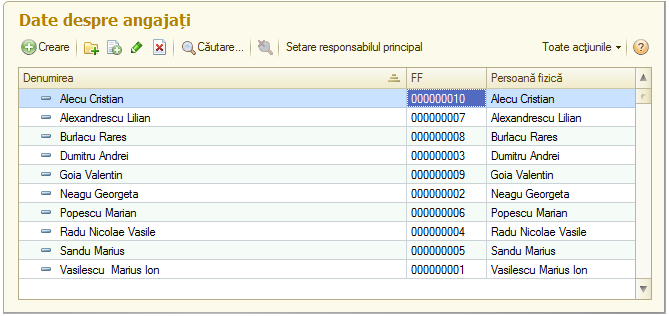 Date despre angajați
Creare Căutare... Setare responsabilul principal Toate acțiunile ?
Denumirea FF Persoană fizică
Alecu Cristian 000000010 Alecu Cristian
Alexandrescu Lilian 000000007 Alexandrescu Lilian
Burlacu Rares 000000008 Burlacu Rares
Dumitru Andrei 000000003 Dumitru Andrei
Goia Valentin 000000009 Goia Valentin
Neagu Georgeta 000000002 Neagu Georgeta
Popescu Marian 000000006 Popescu Marian
Radu Nicolae Vasile 000000004 Radu Nicolae Vasile
Sandu Marius 000000005 Sandu Marius
Vasilescu  Marius Ion 000000001 Vasilescu Marius Ion